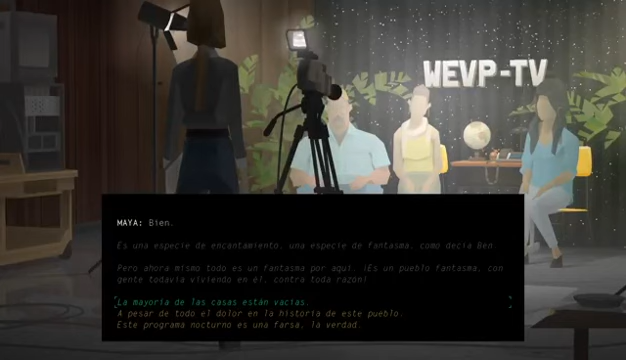 WEVP-TV
MAYA: Bien.
Es una especie de encantamiento, una especie de fantasma, como decía Ben.
Pero ahora mismo todo es un fantasma por aquí. ¡Es un pueblo fantasma, con
gente todavía viviendo en él, contra toda razón!
La mayoría de las casas están vacías.
A pesar de todo el dolor en la historia de este pueblo.
Este programa nocturno es una farsa, la verdad.